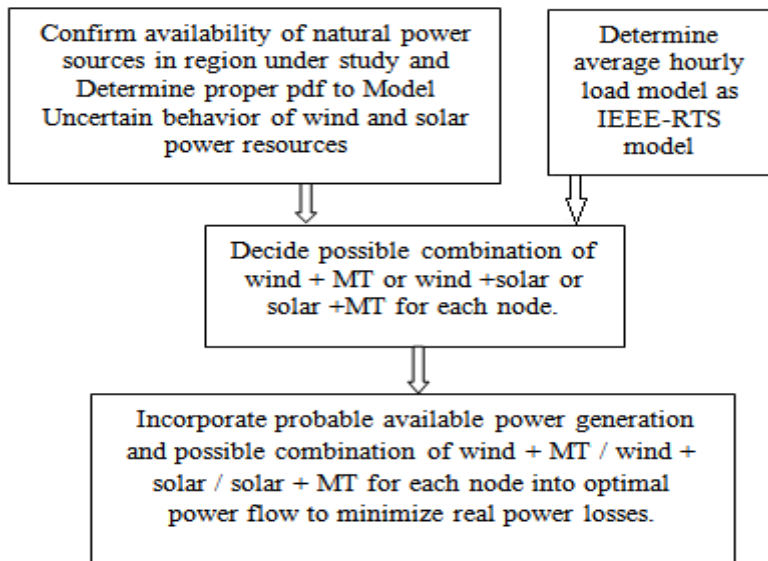 Confirm availability of natural power
sources in region under study and
Determine proper pdf to Model
Uncertain behavior of wind and solar
power resources
Determine
average hourly
load model as
IEEE-RTS
model
Decide possible combination of
wind + MT or wind +solar or
solar +MT for each node.
Incorporate probable available power generation
and possible combination of wind + MT / wind +
solar / solar + MT for each node into optimal
power flow to minimize real power losses.